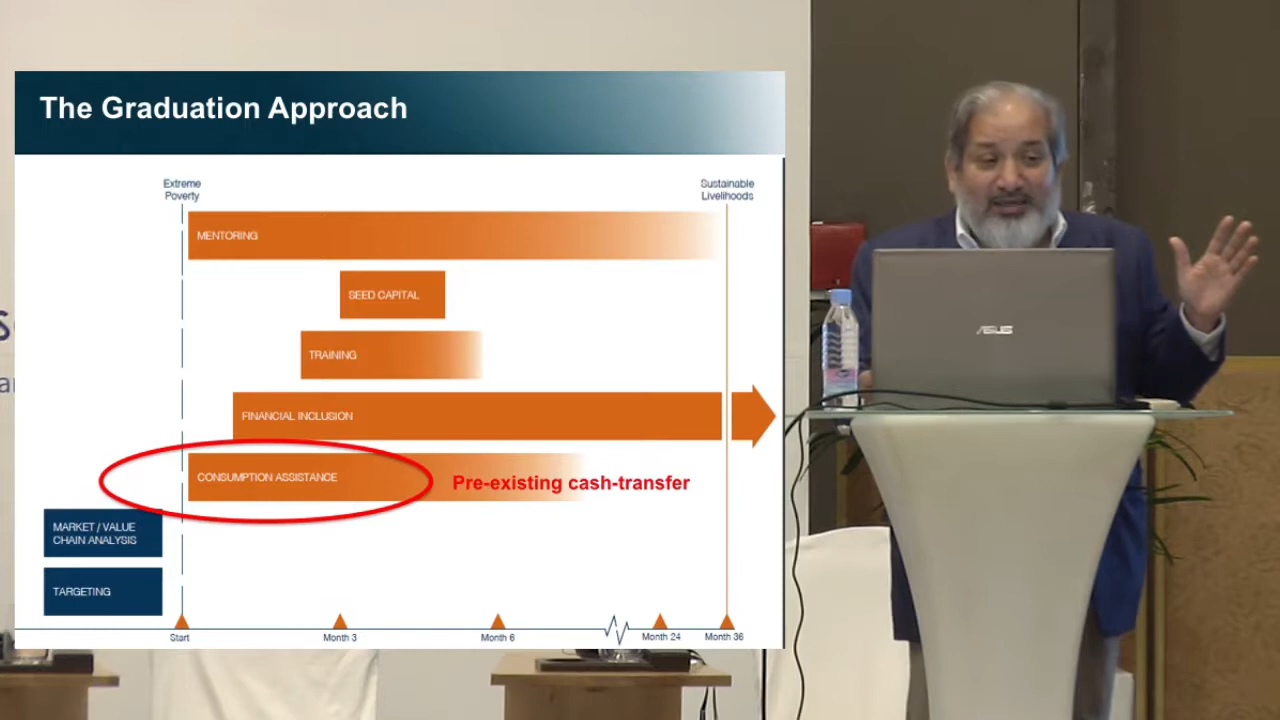 The Graduation Approach
Extreme
Poverty
Sustainable
Livelihoods
MENTORING
SEED CAPITAL
TRAINING
FINANCIAL INCLUSION
CONSUMPTION ASSISTANCE
Pre-existing cash-transfer
MARKET / VALUE
CHAIN ANALYSIS
TARGETING
Start
Month 3
Month 6
Month 24
Month 36
ASUS